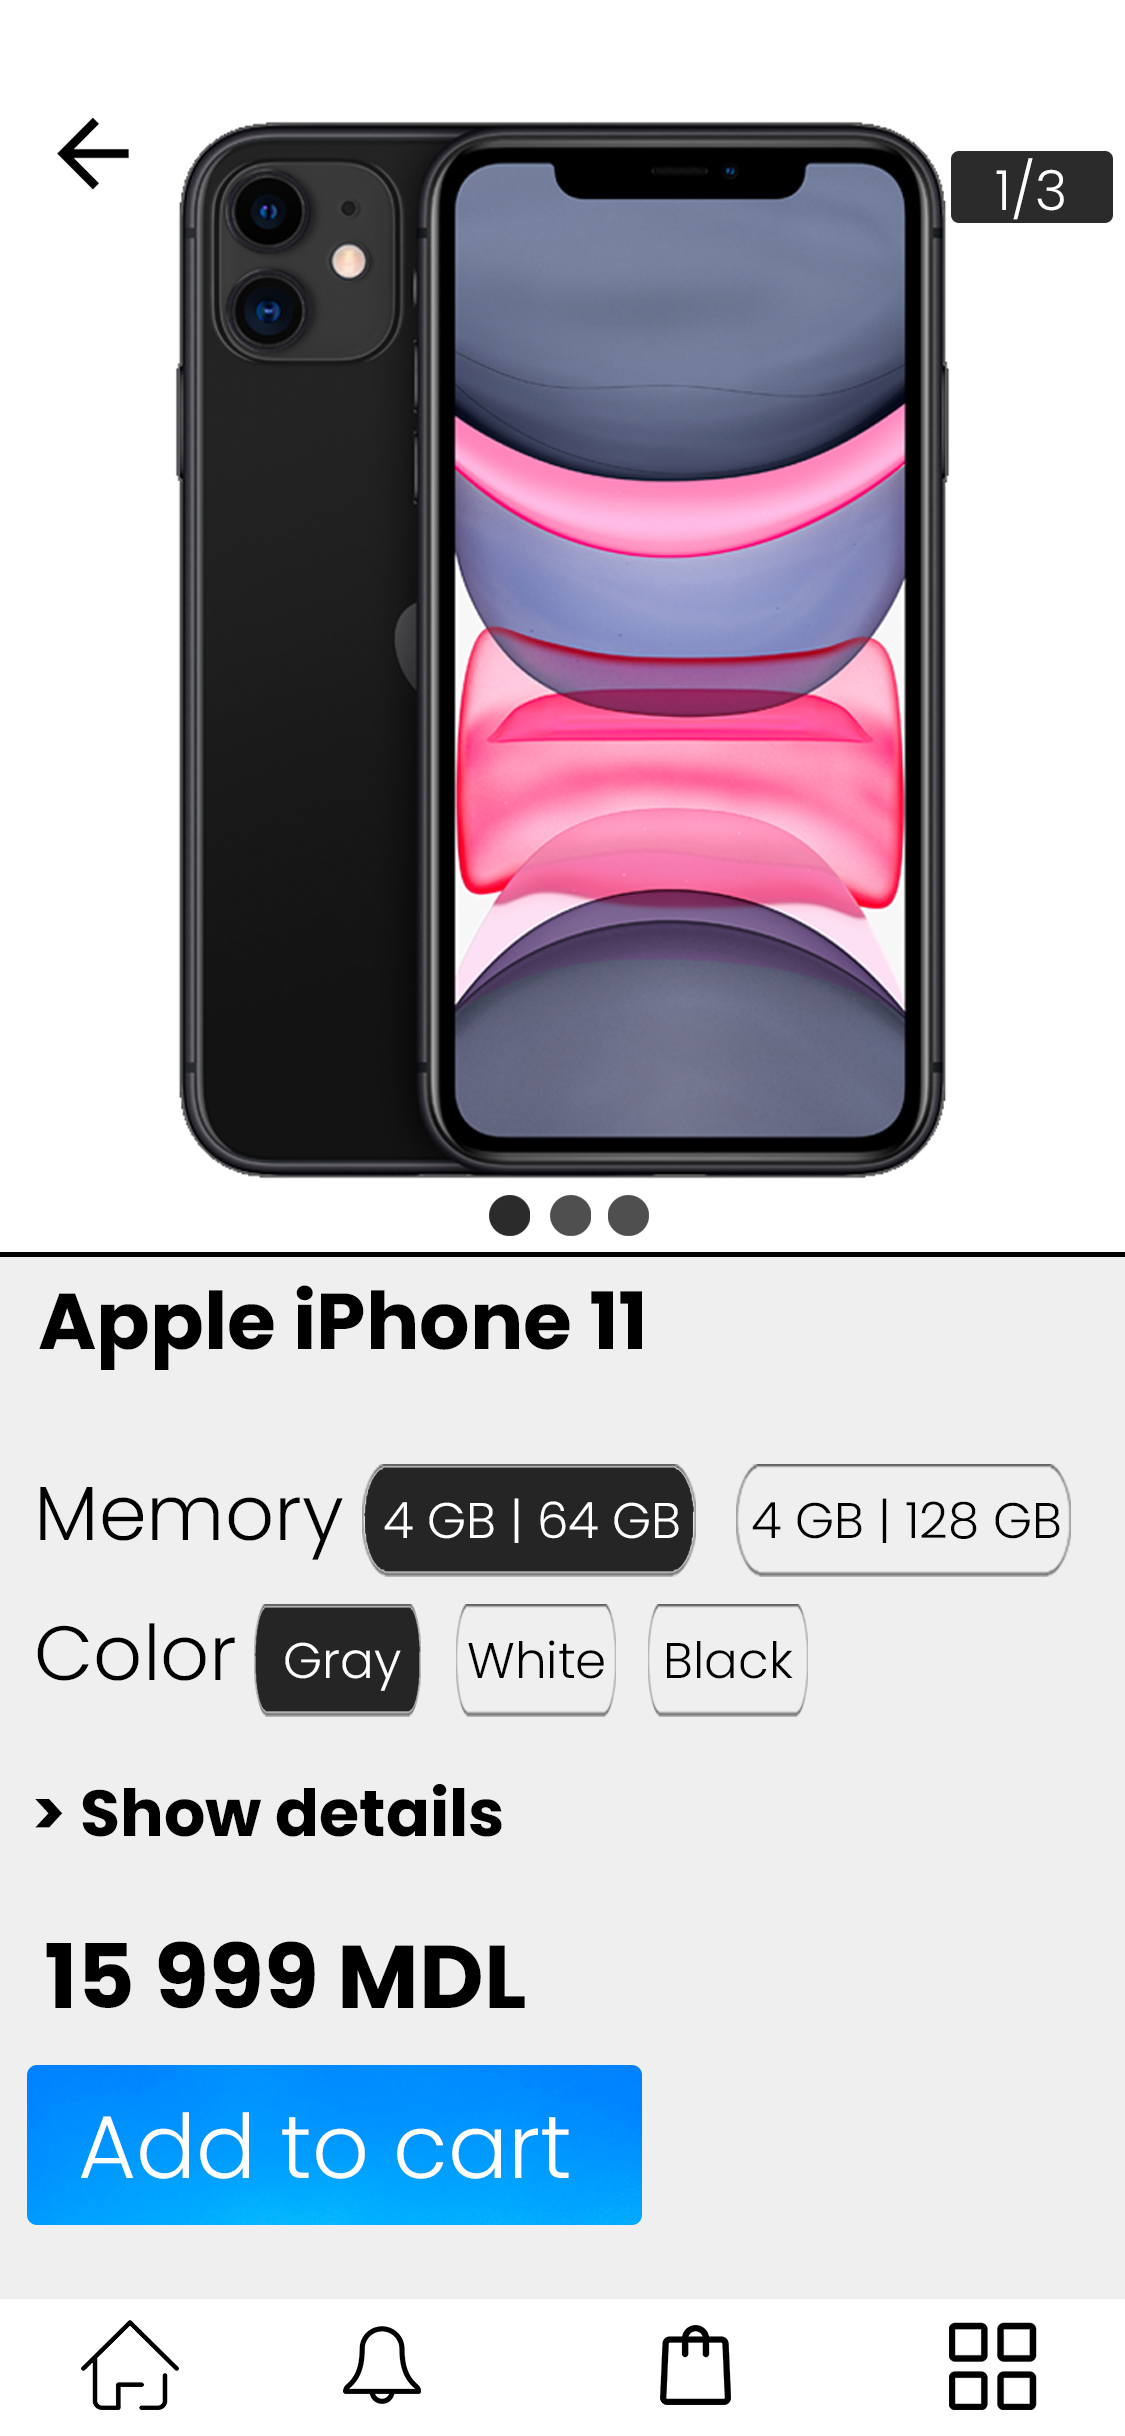 1/3
Apple iPhone 11
Memory 4 GB | 64 GB 4 GB | 128 GB
Color Gray White Black
> Show details
15 999 MDL
Add to cart